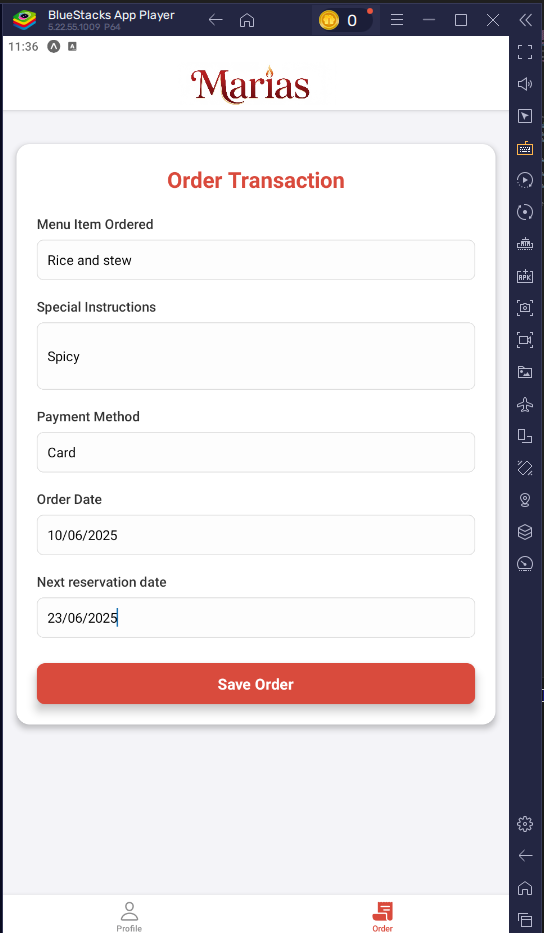 BlueStacks App Player
5.22.55.1009 P64
0
11:36
A
A
Marias
Order Transaction
Menu Item Ordered
Rice and stew
Special Instructions
Spicy
Payment Method
Card
Order Date
10/06/2025
Next reservation date
23/06/2025
Save Order
Profile
Order
APK